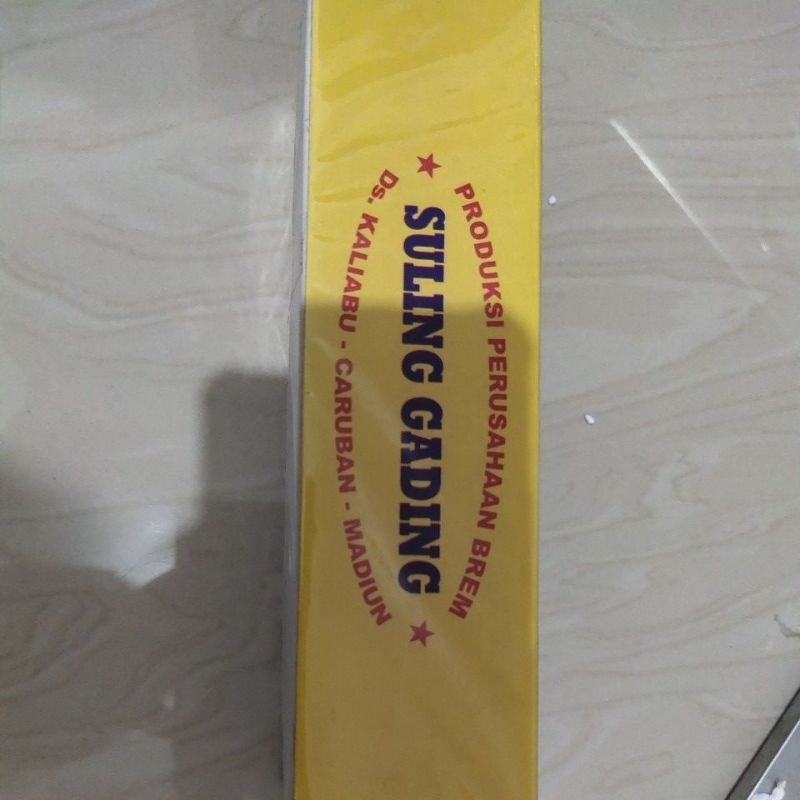 PRODUKSI PERUSAHAAN BREM
SULING GADING
Ds. KALIABU - CARUBAN - MADIUN